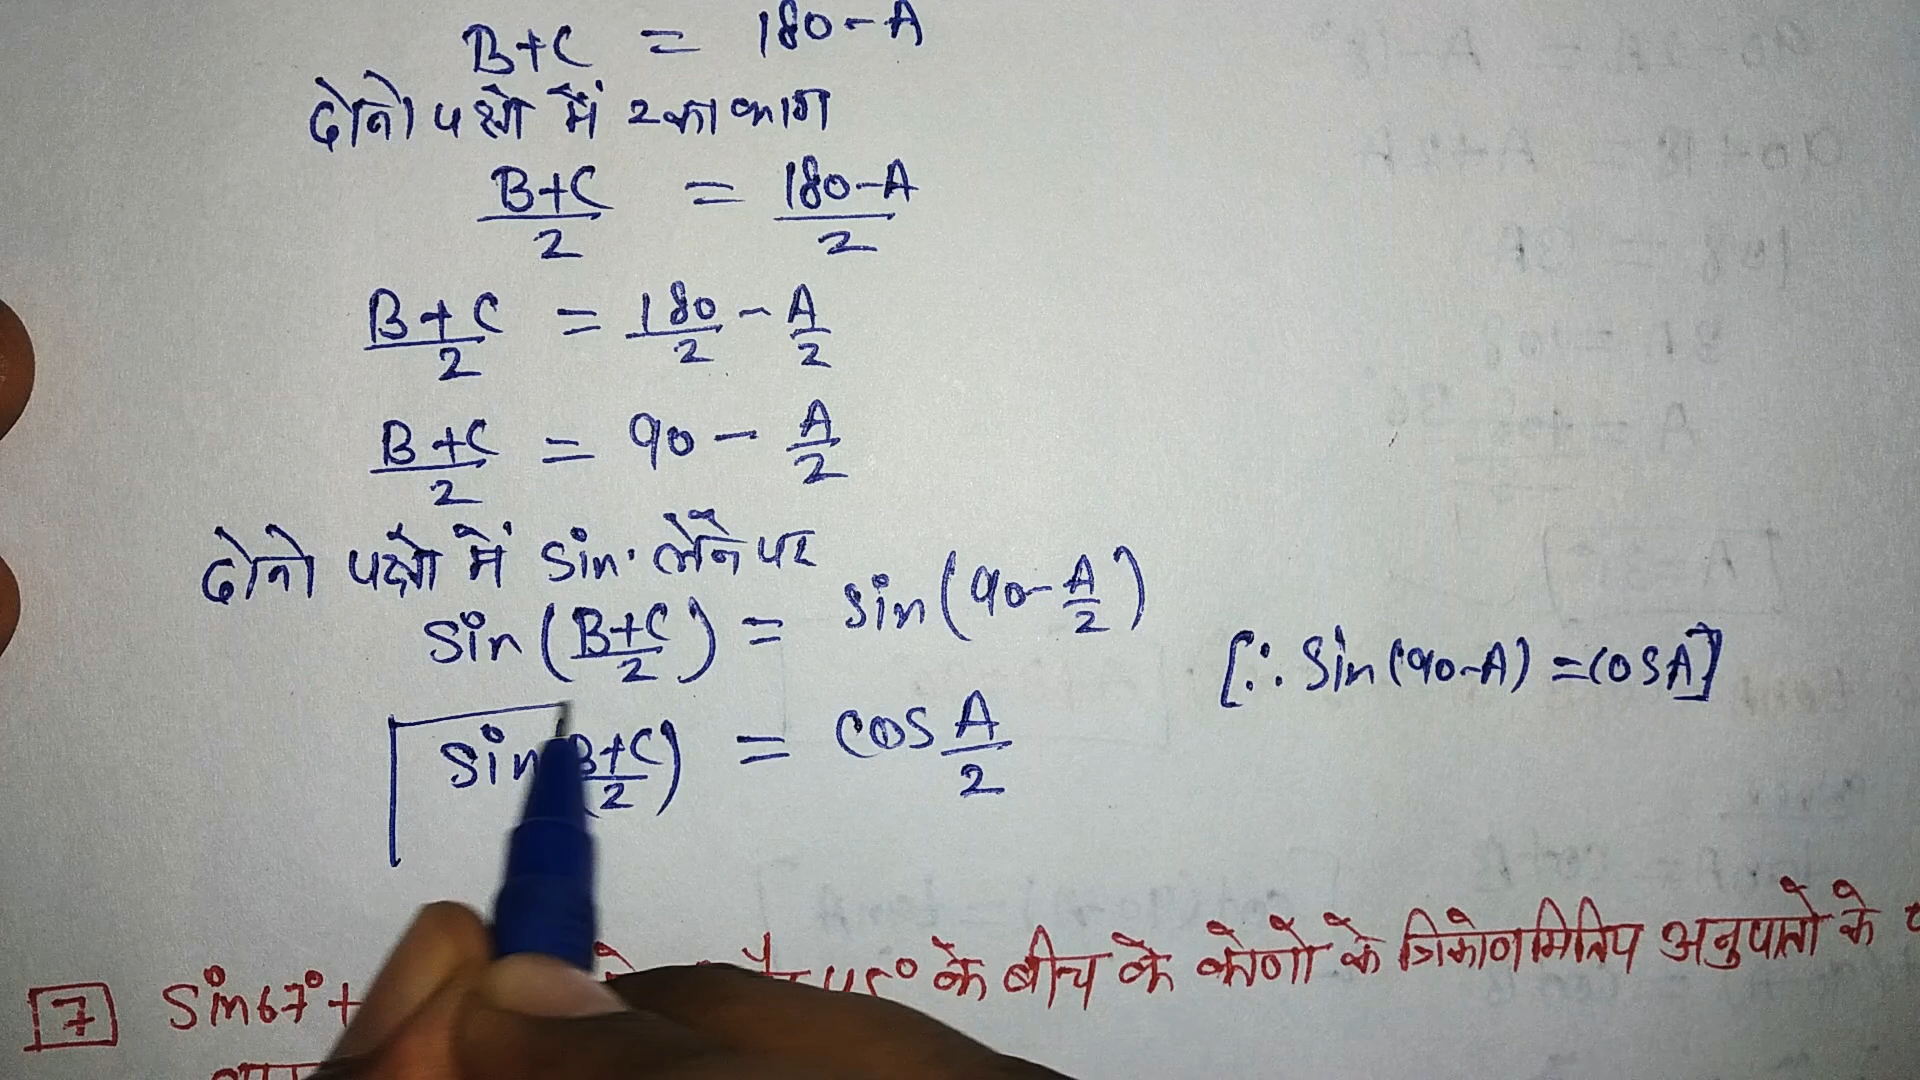 B+C = 180-A
दोनो पक्षो में 2 का भाग
B+C/2 = 180-A/2
B+C/2 = 180/2 - A/2
B+C/2 = 90 - A/2
दोनो पक्षो में sin लेने पर
sin(B+C/2) = sin(90-A/2)
[∵ sin(90-A) = cosA]
sin(B+C/2) = cos A/2
7 sin67°+ 45° के बीच के कोणों के त्रिकोणमितिय अनुपातो के